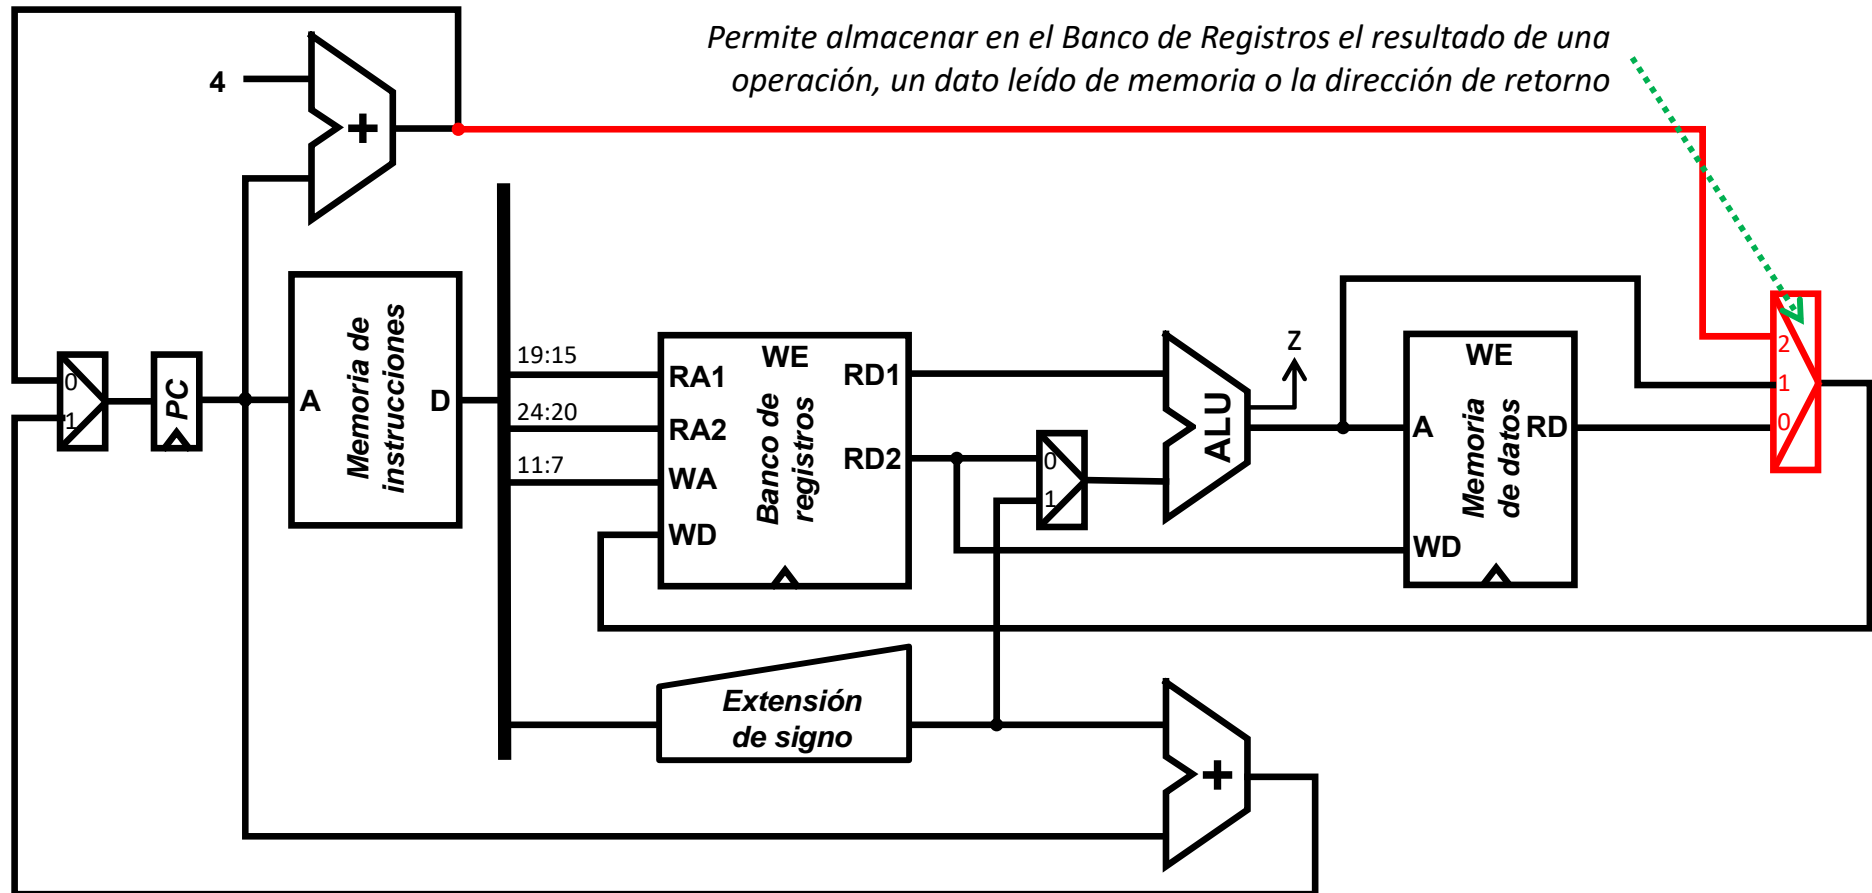 Permite almacenar en el Banco de Registros el resultado de una
operación, un dato leído de memoria o la dirección de retorno
4
+
0
1
PC
A
Memoria de
instrucciones
D
19:15
24:20
11:7
RA1
RA2
WA
WD
WE
Banco de
registros
RD1
RD2
0
1
ALU
Z
A
WD
WE
Memoria
de datos
RD
2
1
0
Extensión
de signo
+